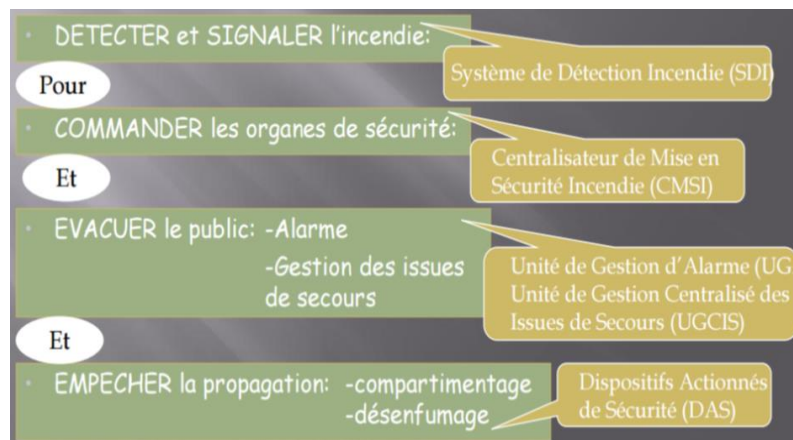 • DETECTER et SIGNALER l'incendie:
Système de Détection Incendie (SDI)
Pour
• COMMANDER les organes de sécurité:
Centralisateur de Mise en
Sécurité Incendie (CMSI)
Et
• EVACUER le public: -Alarme
-Gestion des issues
de secours
Unité de Gestion d'Alarme (UG
Unité de Gestion Centralisé des
Issues de Secours (UGCIS)
Et
• EMPECHER la propagation: -compartimentage
-désenfumage
Dispositifs Actionnés
de Sécurité (DAS)